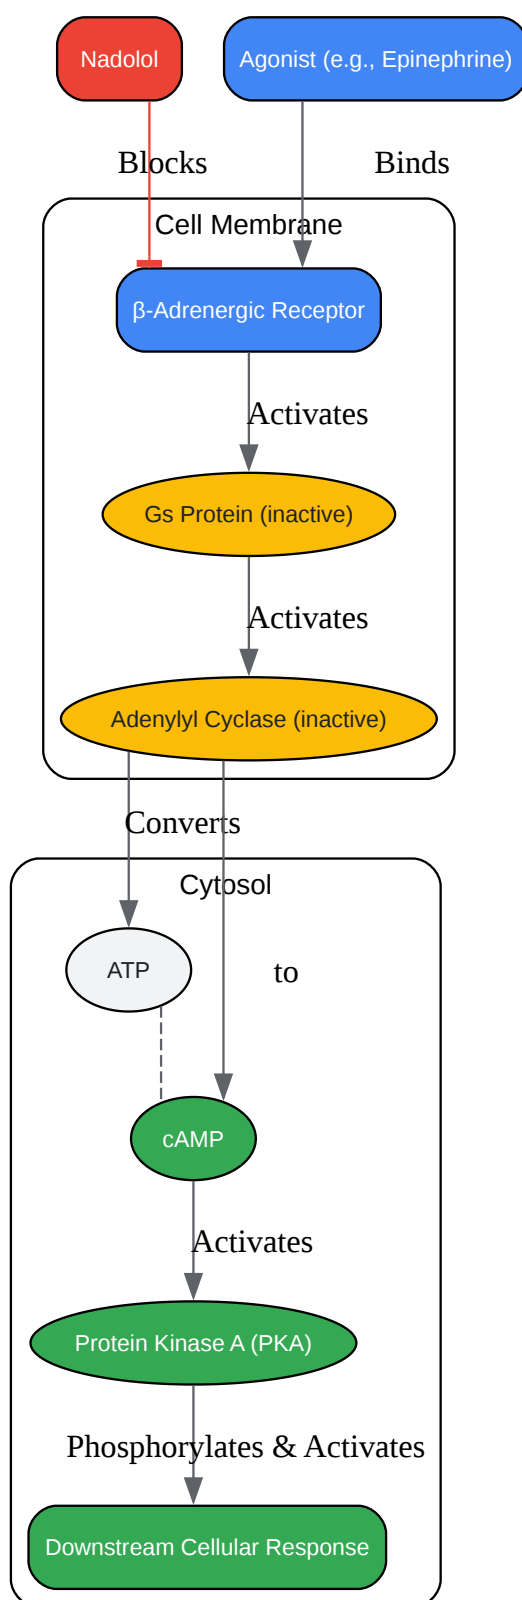 Nadolol
Agonist (e.g., Epinephrine)
Blocks
Binds
Cell Membrane
β-Adrenergic Receptor
Activates
Gs Protein (inactive)
Activates
Adenylyl Cyclase (inactive)
Converts
Cytosol
ATP
to
cAMP
Activates
Protein Kinase A (PKA)
Phosphorylates & Activates
Downstream Cellular Response